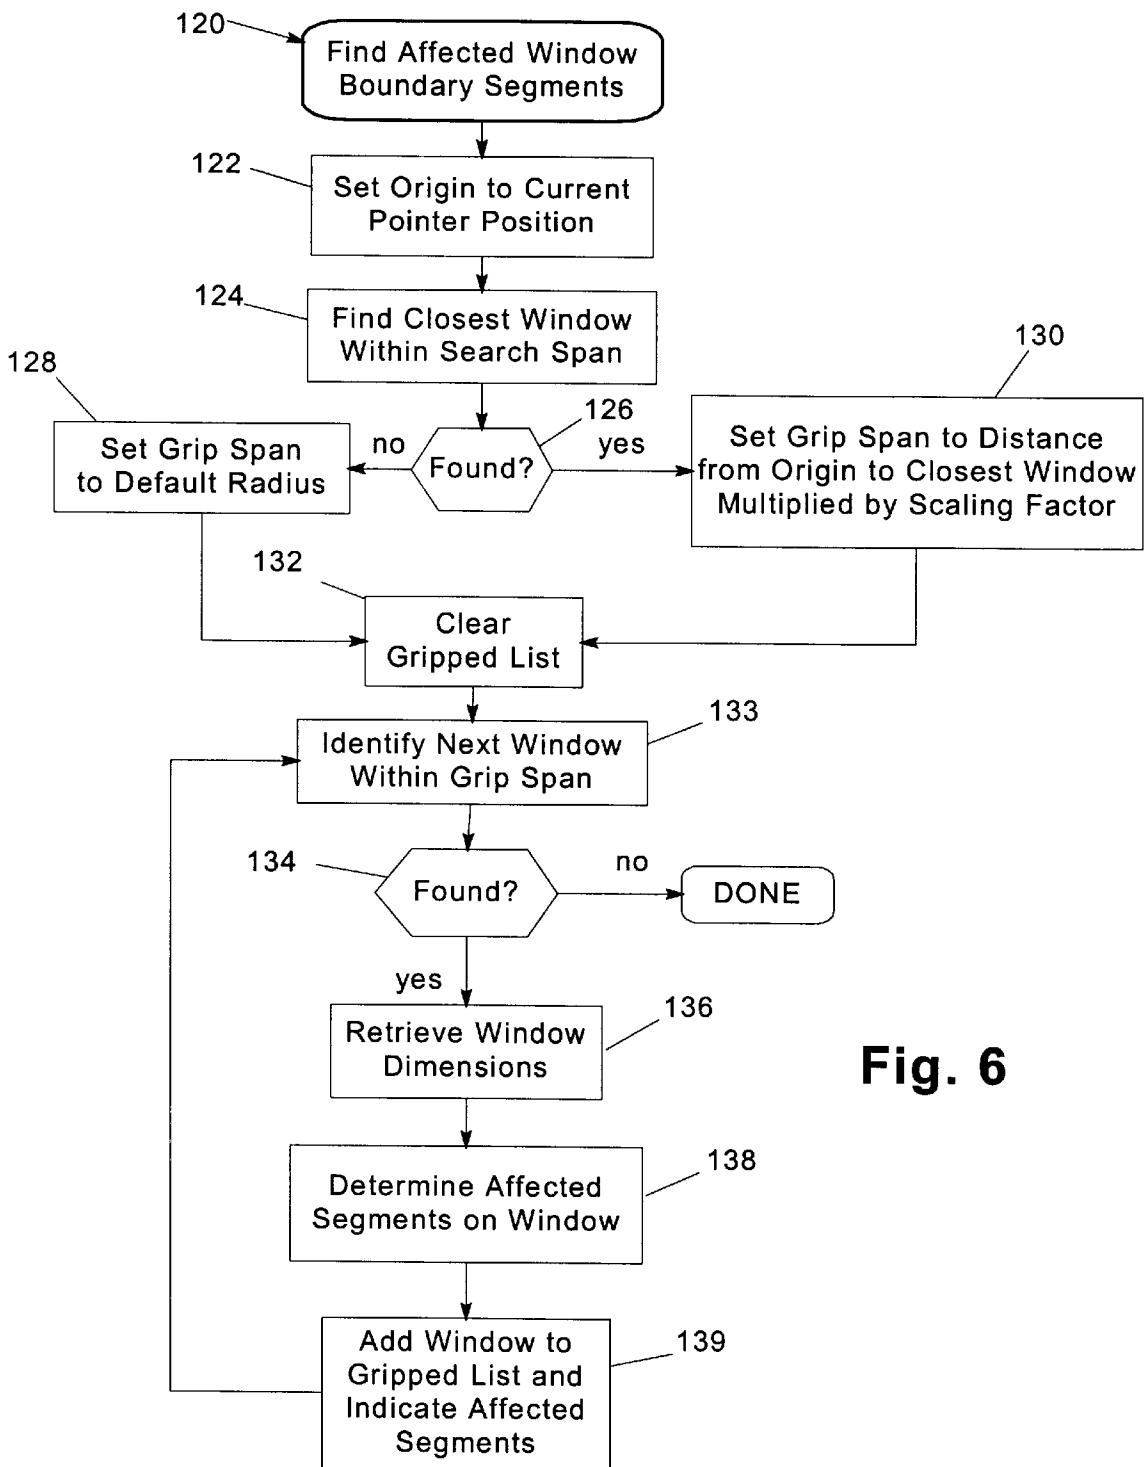 120
Find Affected Window
Boundary Segments
122
Set Origin to Current
Pointer Position
124
Find Closest Window
Within Search Span
128
130
126
no
yes
Set Grip Span
to Default Radius
Found?
Set Grip Span to Distance
from Origin to Closest Window
Multiplied by Scaling Factor
132
Clear
Gripped List
133
Identify Next Window
Within Grip Span
134
Found?
no
DONE
yes
136
Retrieve Window
Dimensions
Fig. 6
138
Determine Affected
Segments on Window
139
Add Window to
Gripped List and
Indicate Affected
Segments